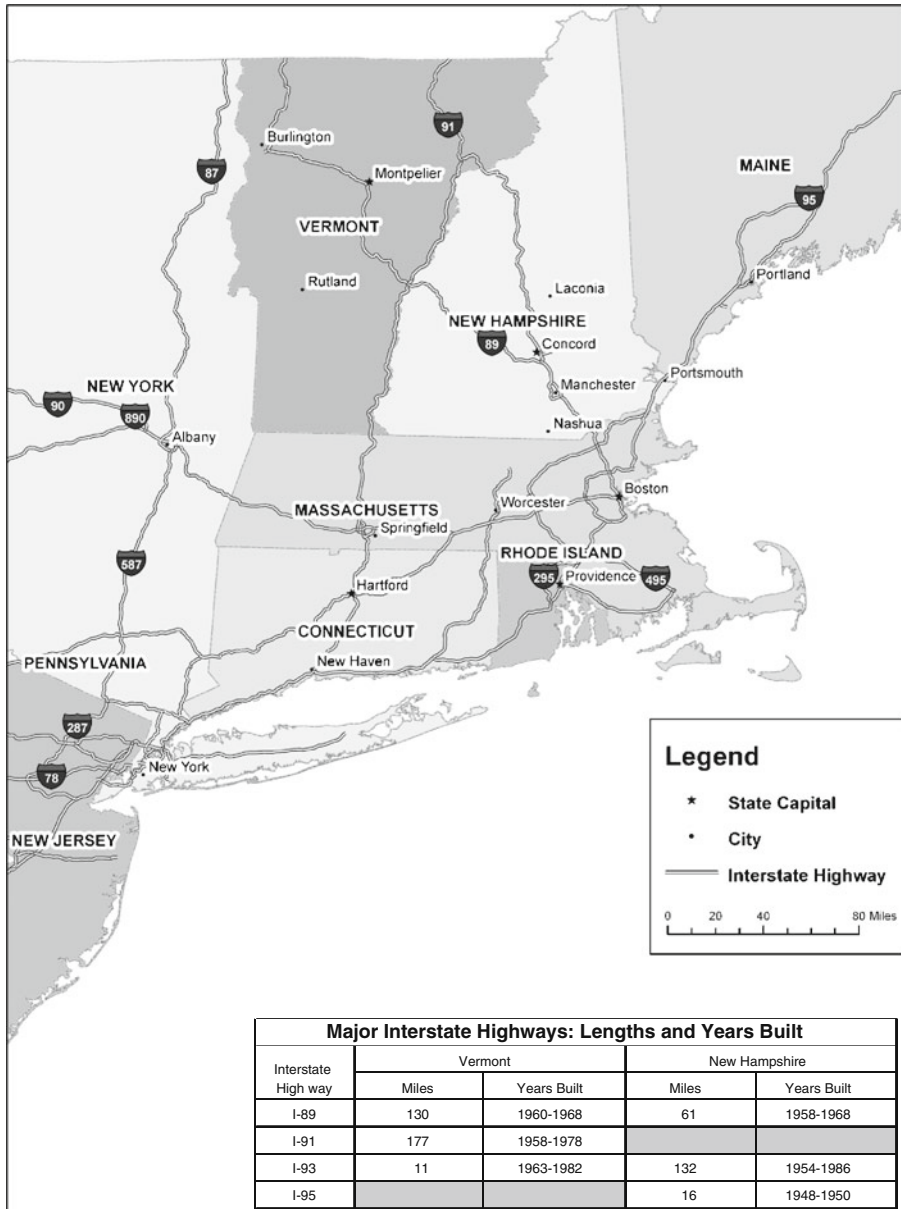 91
Burlington
87
MAINE
Montpelier
95
VERMONT
Portland
Rutland
Laconia
NEW HAMPSHIRE
89
Concord
Portsmouth
NEW YORK
Manchester
90
890
Nashua
Albany
Boston
MASSACHUSETTS
Worcester
Springfield
RHODE ISLAND
587
295
Providence
495
Hartford
CONNECTICUT
PENNSYLVANIA
New Haven
287
78
New York
NEW JERSEY
Legend
State Capital
City
Interstate Highway
0 20 40 80 Miles
Major Interstate Highways: Lengths and Years Built
Interstate High way Vermont New Hampshire
Miles Years Built Miles Years Built
I-89 130 1960-1968 61 1958-1968
I-91 177 1958-1978
I-93 11 1963-1982 132 1954-1986
I-95 16 1948-1950